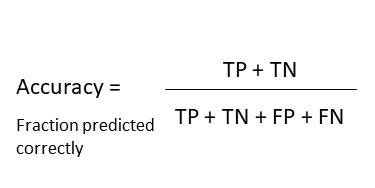 TP + TN
Accuracy =
TP + TN + FP + FN
Fraction predicted
correctly